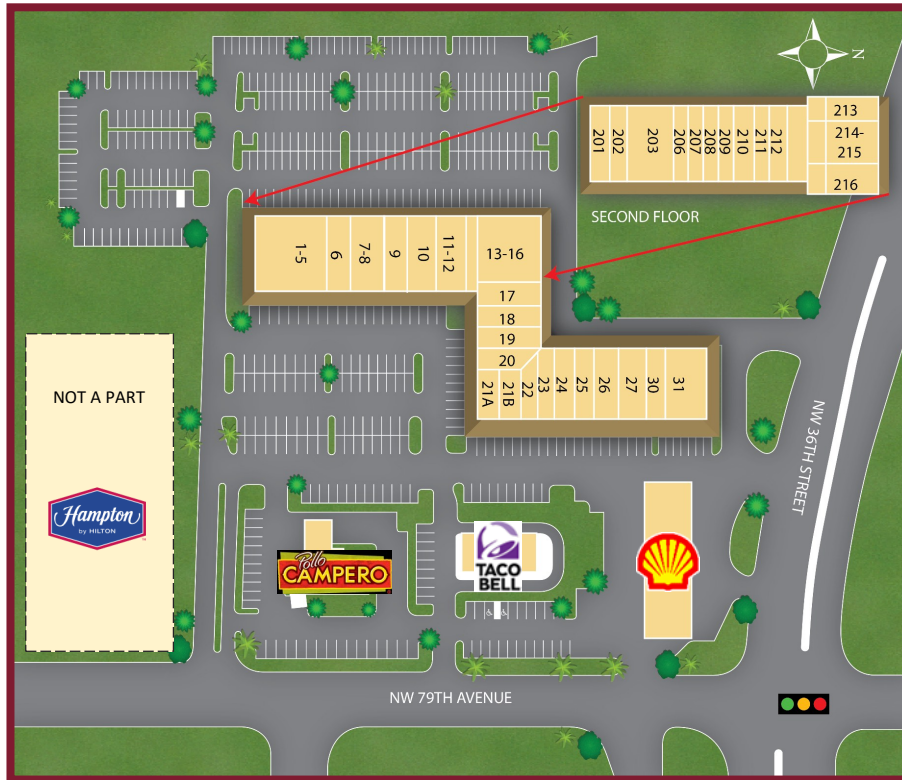 N
213
214-
215
216
201
202
203
206
207
208
209
210
211
212
SECOND FLOOR
1-5
6
7-8
9
10
11-12
13-16
17
18
19
20
21A
21B
22
23
24
25
26
27
30
31
NOT A PART
Hampton
by HILTON
NW 36TH STREET
Pollo
CAMPERO
TACO
BELL
NW 79TH AVENUE